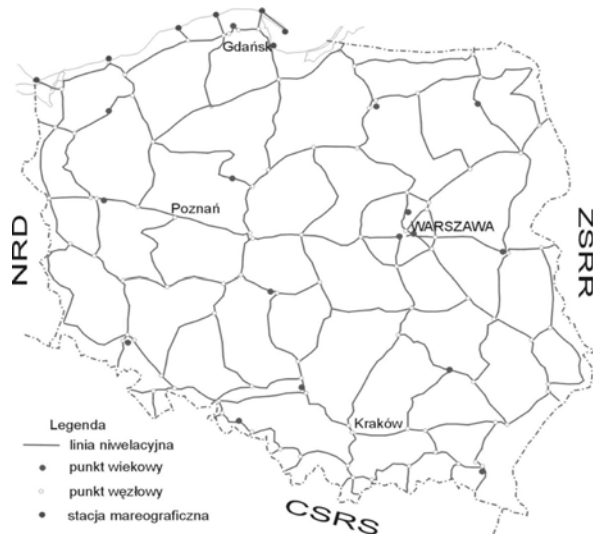 Gdańsk
Poznań
WARSZAWA
NRD
ZSRR
Kraków
CSRS
Legenda
linia niwelacyjna
punkt wiekowy
punkt węzłowy
stacja mareograficzna